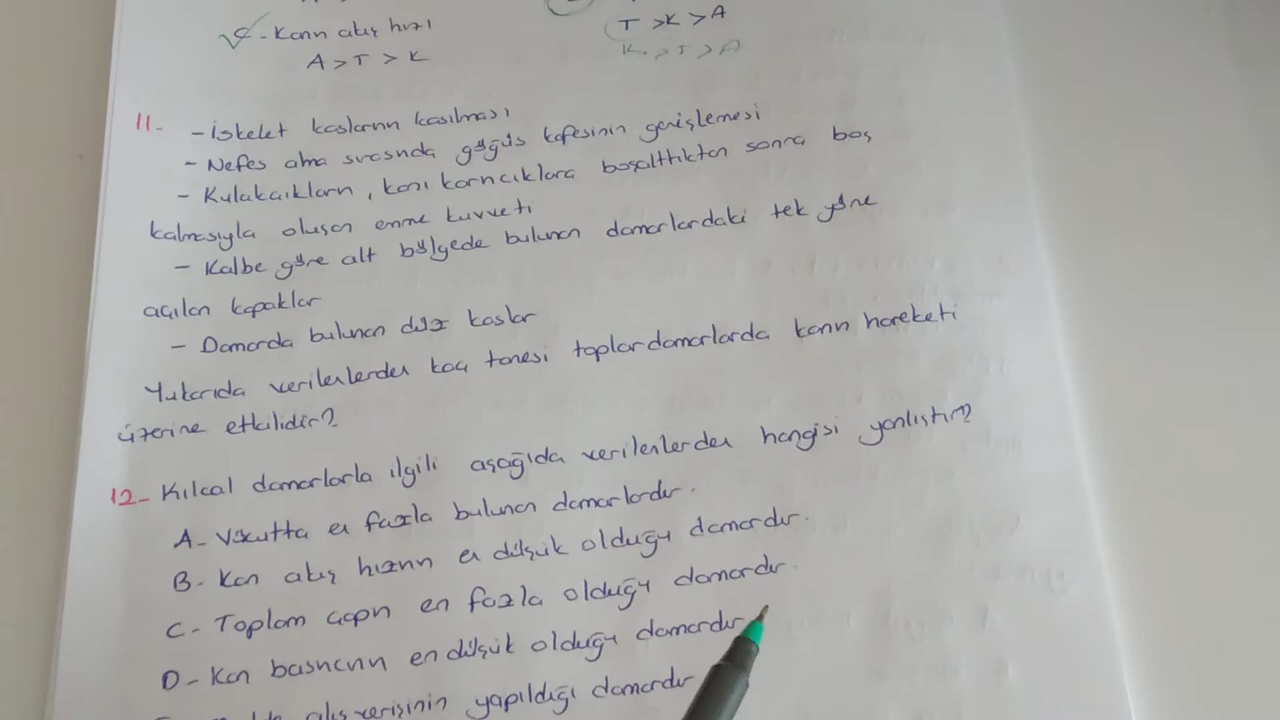 C- Kanın akış hızı
A > T > K
T > K > A
K > T > A
11. - İskelet kaslarının kasılması
- Nefes alma sırasında göğüs kafesinin genişlemesi
- Kulakçıkların, kanı karıncıklara boşalttıktan sonra boş
kalmasıyla oluşan emme kuvveti
- Kalbe göre alt bölgede bulunan damarlardaki tek yöne
açılan kapaklar
- Damarda bulunan düz kaslar
Yukarıda verilenlerden kaç tanesi toplardamarlarda kanın hareketi
üzerine etkilidir?
12- Kılcal damarlarla ilgili aşağıda verilenlerden hangisi yanlıştır?
A- Vücutta en fazla bulunan damarlardır.
B- Kan akış hızının en düşük olduğu damardır.
C- Toplam çapın en fazla olduğu damardır.
D- Kan basıncının en düşük olduğu damardır
alışverişinin yapıldığı damardır